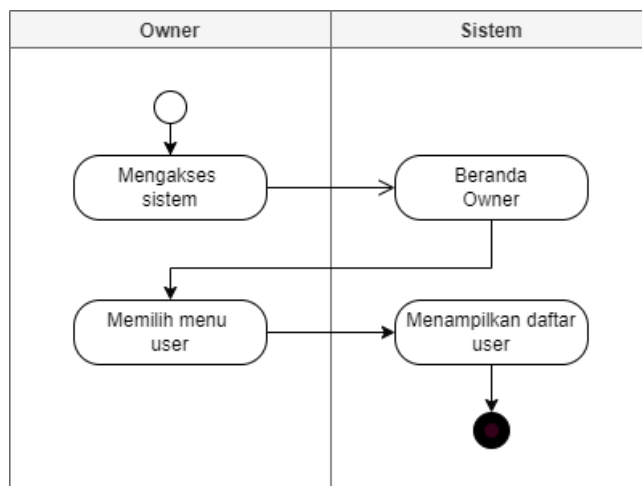 Owner
Sistem
Mengakses
sistem
Beranda
Owner
Memilih menu
user
Menampilkan daftar
user